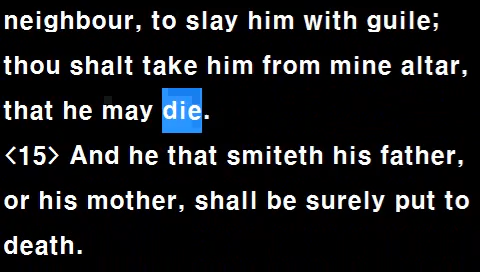 neighbour, to slay him with guile;
thou shalt take him from mine altar,
that he may die.
<15> And he that smiteth his father,
or his mother, shall be surely put to
death.